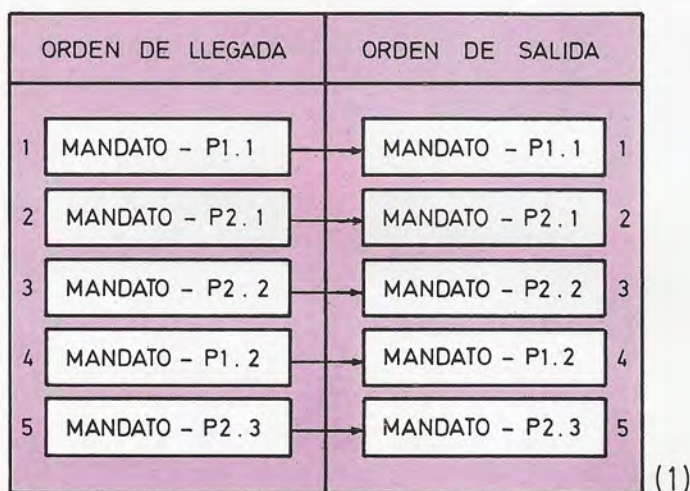 ORDEN DE LLEGADA ORDEN DE SALIDA
1 MANDATO - P1.1 MANDATO - P1.1 1
2 MANDATO - P2.1 MANDATO - P2.1 2
3 MANDATO - P2.2 MANDATO - P2.2 3
4 MANDATO - P1.2 MANDATO - P1.2 4
5 MANDATO - P2.3 MANDATO - P2.3 5
(1)